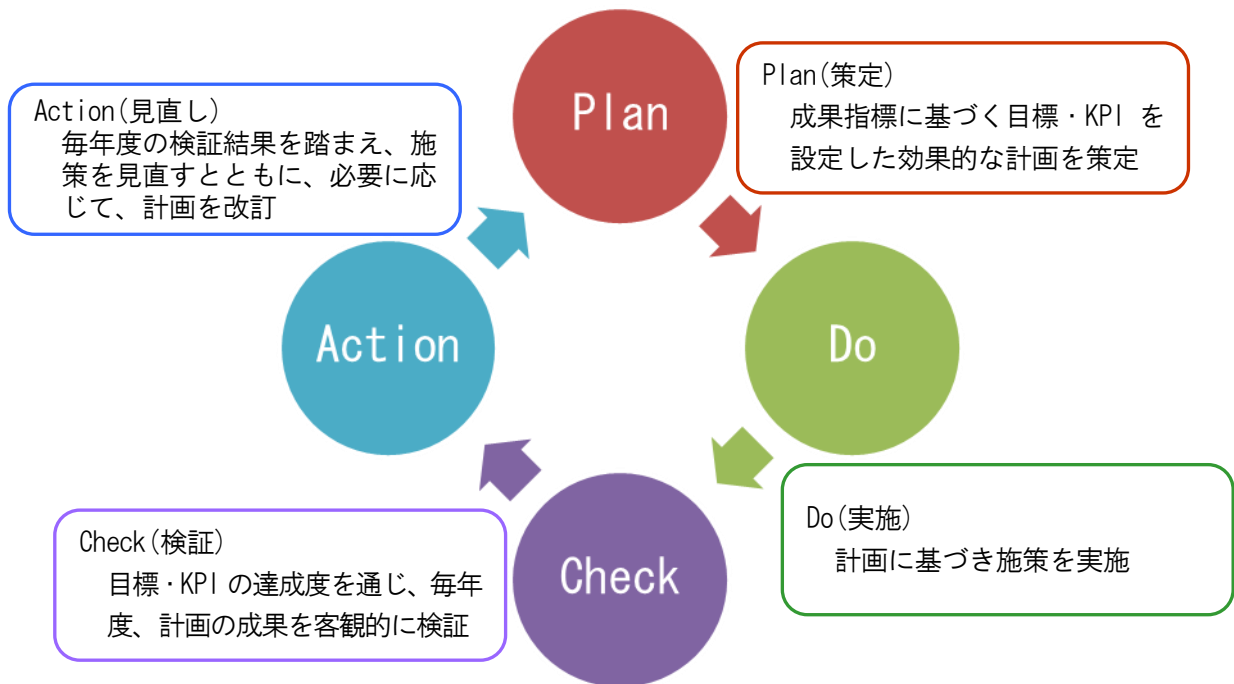 Plan
Plan(策定)
成果指標に基づく目標・KPI を
設定した効果的な計画を策定
Do
Do(実施)
計画に基づき施策を実施
Check
Check(検証)
目標・KPI の達成度を通じ、毎年
度、計画の成果を客観的に検証
Action
Action(見直し)
毎年度の検証結果を踏まえ、施
策を見直すとともに、必要に応
じて、計画を改訂